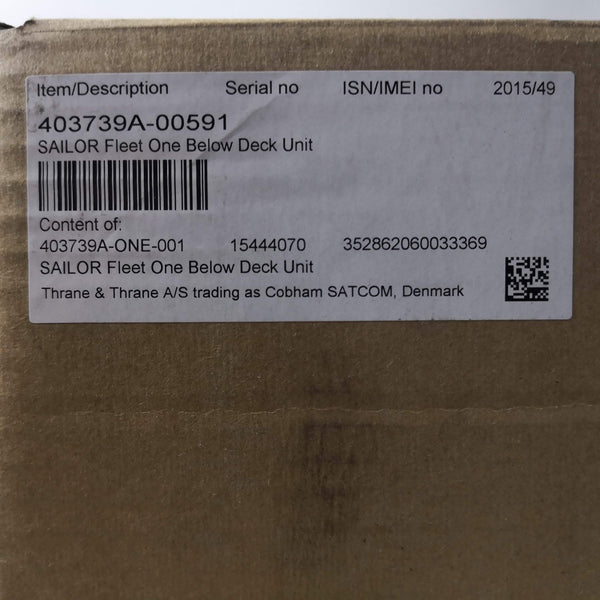 Item/Description Serial no ISN/IMEI no 2015/49
403739A-00591
SAILOR Fleet One Below Deck Unit
Content of:
403739A-ONE-001 15444070 352862060033369
SAILOR Fleet One Below Deck Unit
Thrane & Thrane A/S trading as Cobham SATCOM, Denmark